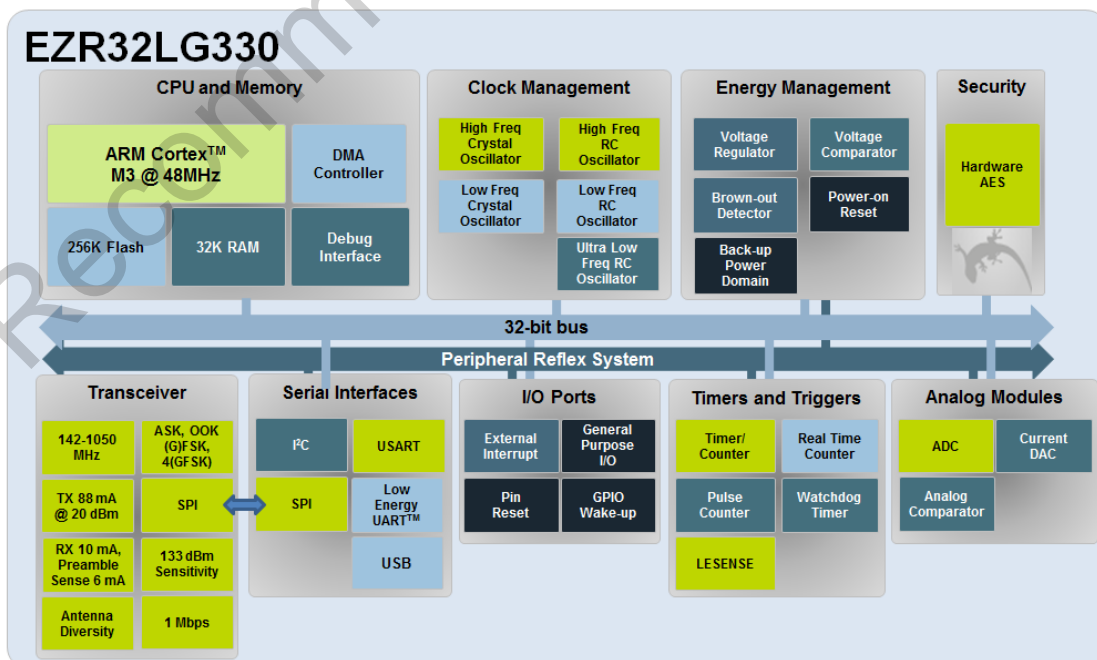 EZR32LG330
CPU and Memory
ARM Cortex™
M3 @ 48MHz
DMA
Controller
256K Flash
32K RAM
Debug
Interface
Clock Management
High Freq
Crystal
Oscillator
High Freq
RC
Oscillator
Low Freq
Crystal
Oscillator
Low Freq
RC
Oscillator
Ultra Low
Freq RC
Oscillator
Energy Management
Voltage
Regulator
Voltage
Comparator
Brown-out
Detector
Power-on
Reset
Back-up
Power
Domain
Security
Hardware
AES
32-bit bus
Peripheral Reflex System
Transceiver
142-1050
MHz
ASK, OOK
(G)FSK,
4(GFSK)
TX 88 mA
@ 20 dBm
SPI
RX 10 mA,
Preamble
Sense 6 mA
133 dBm
Sensitivity
Antenna
Diversity
1 Mbps
Serial Interfaces
I²C
USART
SPI
Low
Energy
UART™
USB
I/O Ports
External
Interrupt
General
Purpose
I/O
Pin
Reset
GPIO
Wake-up
Timers and Triggers
Timer/
Counter
Real Time
Counter
Pulse
Counter
Watchdog
Timer
LESENSE
Analog Modules
ADC
Current
DAC
Analog
Comparator
Recomm